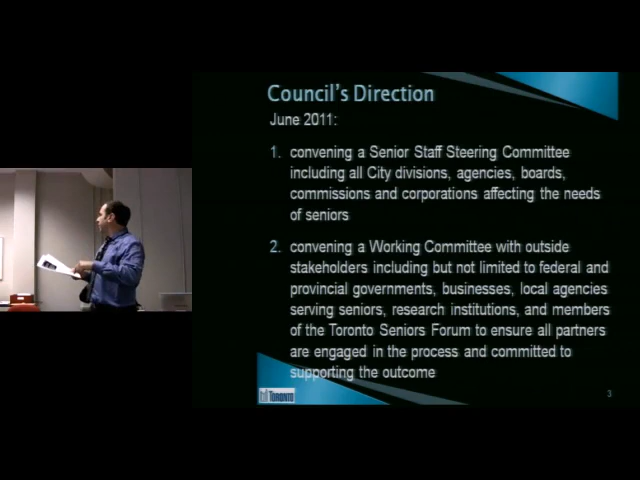 Council's Direction
June 2011:
1. convening a Senior Staff Steering Committee
including all City divisions, agencies, boards,
commissions and corporations affecting the needs
of seniors
2. convening a Working Committee with outside
stakeholders including but not limited to federal and
provincial governments, businesses, local agencies
serving seniors, research institutions, and members
of the Toronto Seniors Forum to ensure all partners
are engaged in the process and committed to
supporting the outcome
TORONTO
3